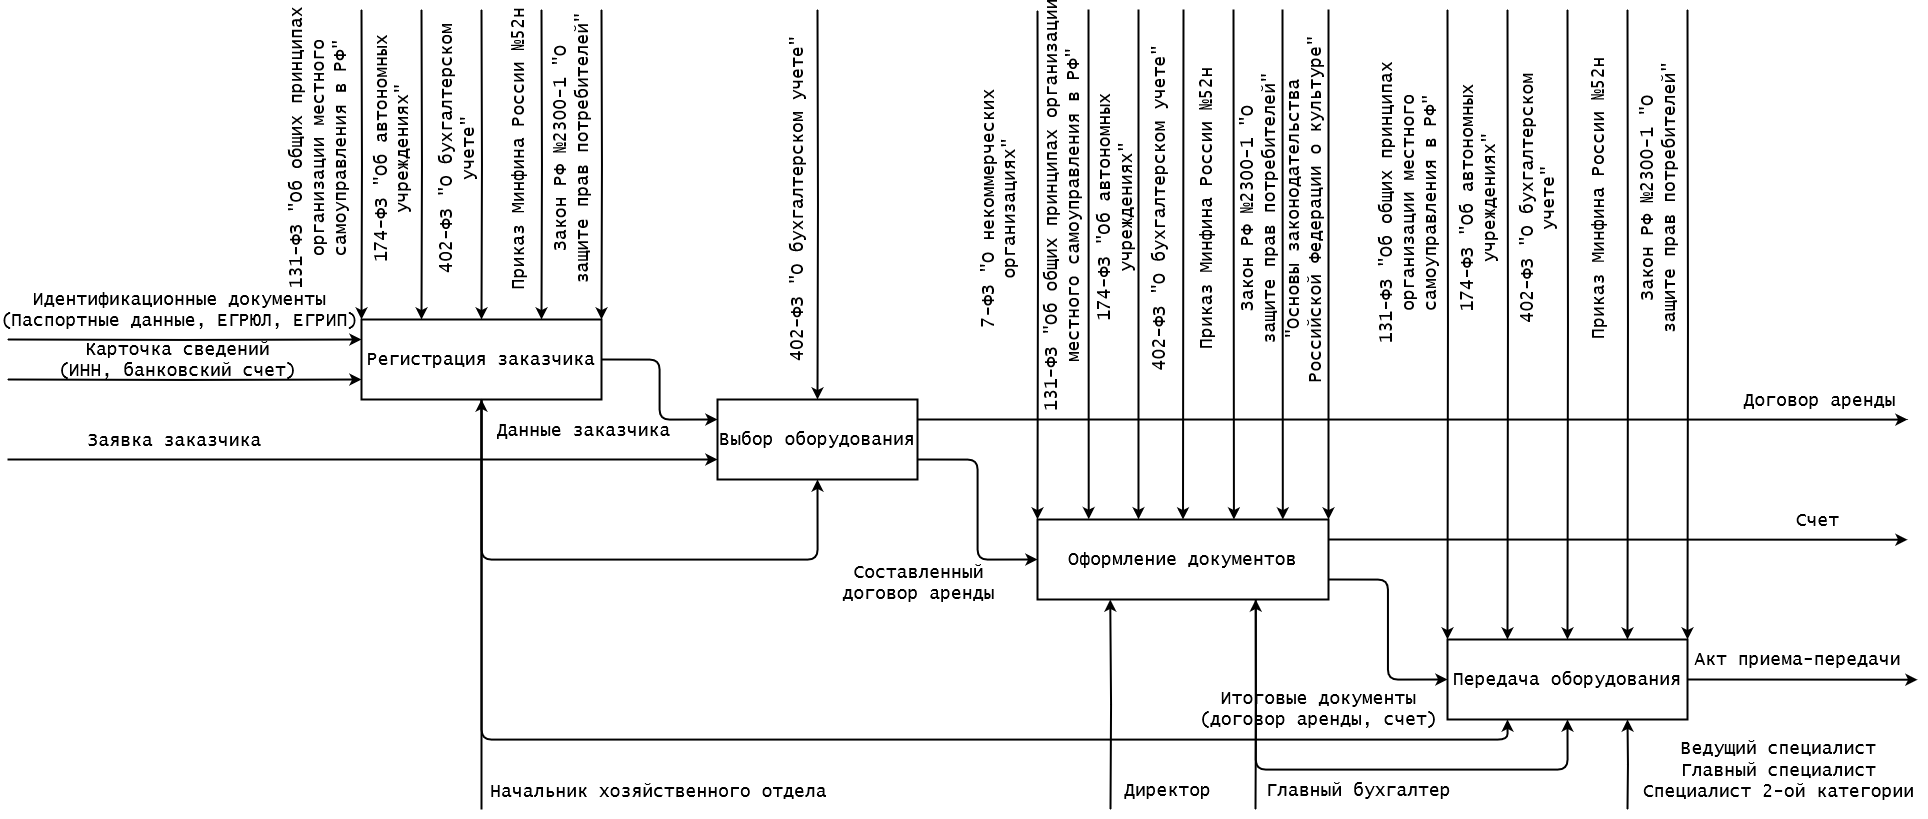 131-ФЗ "Об общих принципах
организации местного
самоуправления в РФ"
174-ФЗ "Об автономных
учреждениях"
402-ФЗ "О бухгалтерском
учете"
Приказ Минфина России №52н
Закон РФ №2300-1 "О
защите прав потребителей"
402-ФЗ "О бухгалтерском учете"
7-ФЗ "О некоммерческих
организациях"
131-ФЗ "Об общих принципах организации
местного самоуправления в РФ"
174-ФЗ "Об автономных
учреждениях"
402-ФЗ "О бухгалтерском учете"
Приказ Минфина России №52н
Закон РФ №2300-1 "О
защите прав потребителей"
"Основы законодательства
Российской Федерации о культуре"
131-ФЗ "Об общих принципах
организации местного
самоуправления в РФ"
174-ФЗ "Об автономных
учреждениях"
402-ФЗ "О бухгалтерском
учете"
Приказ Минфина России №52н
Закон РФ №2300-1 "О
защите прав потребителей"
Идентификационные документы
(Паспортные данные, ЕГРЮЛ, ЕГРИП)
Карточка сведений
(ИНН, банковский счет)
Регистрация заказчика
Данные заказчика
Заявка заказчика
Выбор оборудования
Договор аренды
Составленный
договор аренды
Оформление документов
Счет
Итоговые документы
(договор аренды, счет)
Передача оборудования
Акт приема-передачи
Начальник хозяйственного отдела
Директор
Главный бухгалтер
Ведущий специалист
Главный специалист
Специалист 2-ой категории